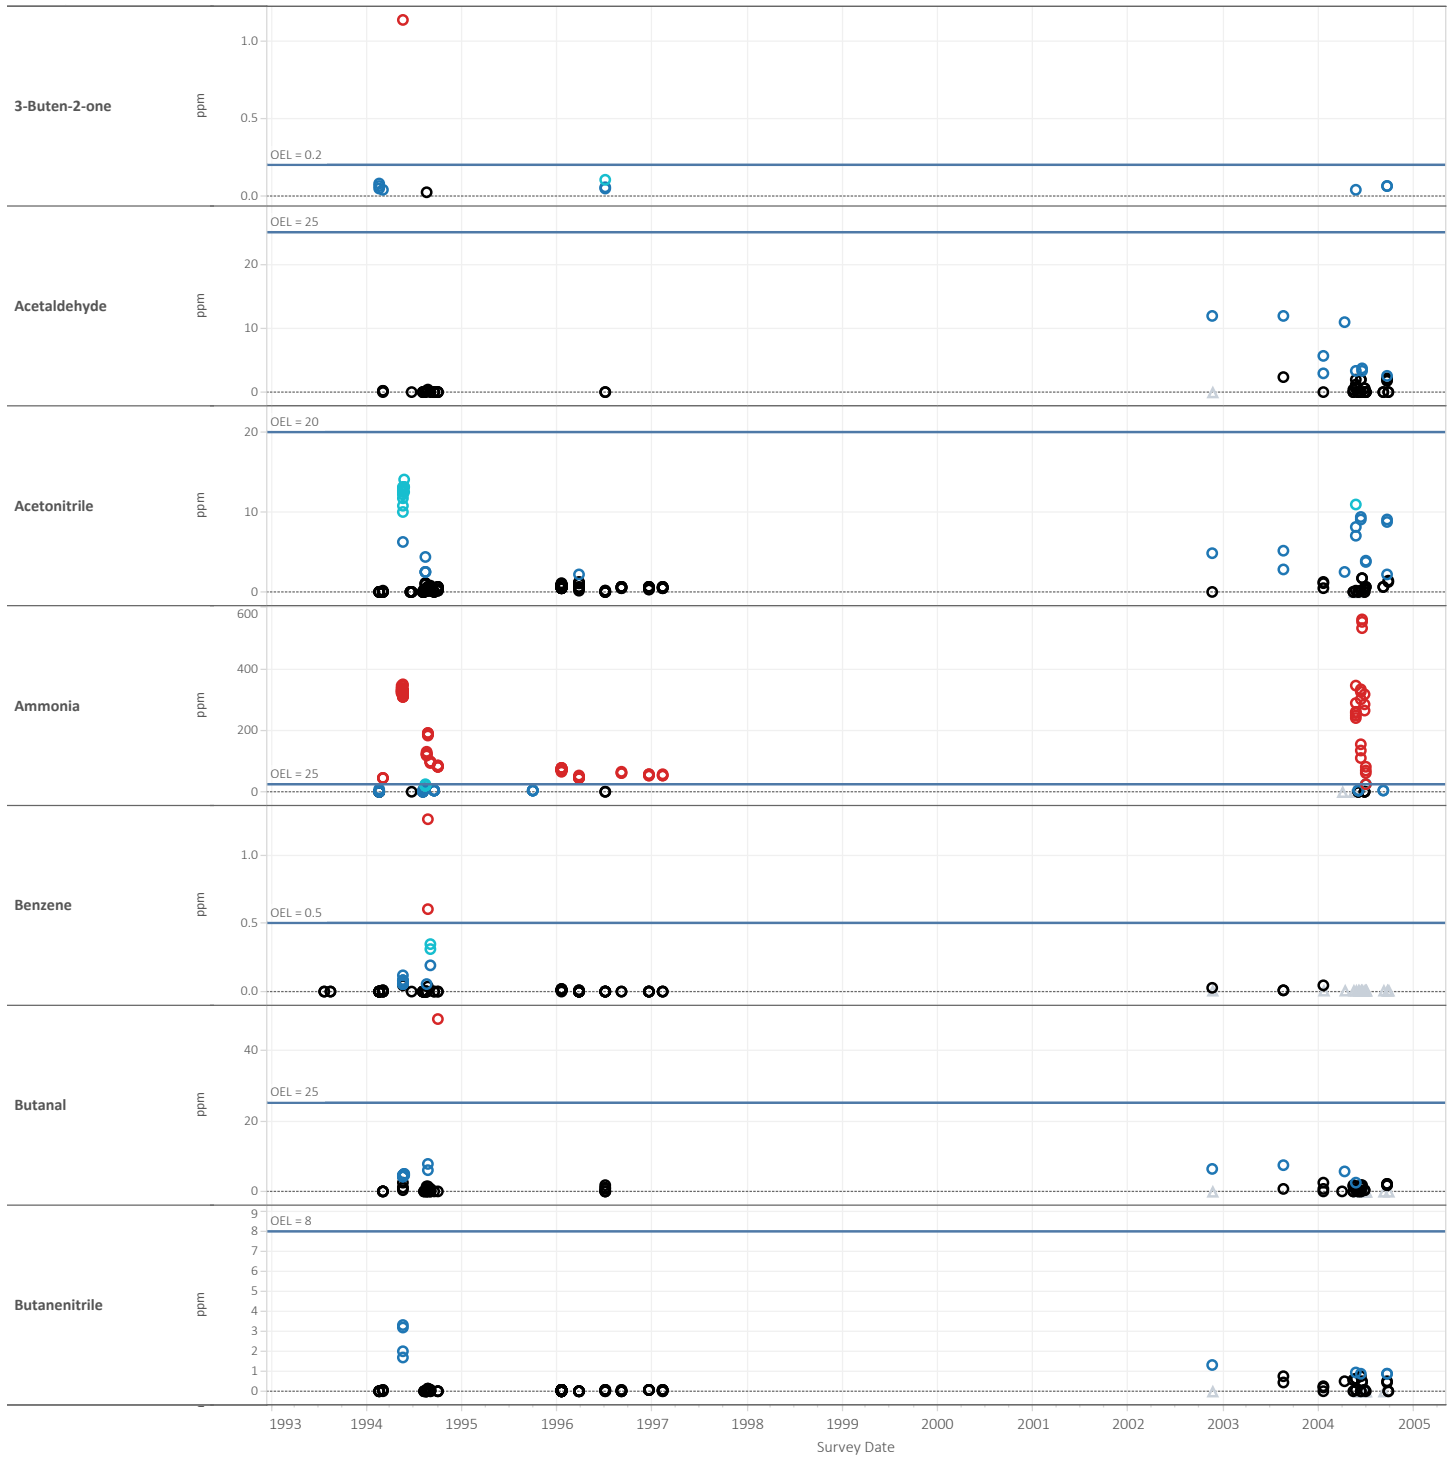 3-Buten-2-one
ppm
1.0
0.5
0.0
OEL = 0.2
Acetaldehyde
ppm
20
10
0
OEL = 25
Acetonitrile
ppm
20
10
0
OEL = 20
Ammonia
ppm
600
400
200
0
OEL = 25
Benzene
ppm
1.0
0.5
0.0
OEL = 0.5
Butanal
ppm
40
20
0
OEL = 25
Butanenitrile
ppm
9
8
7
6
5
4
3
2
1
0
OEL = 8
1993 1994 1995 1996 1997 1998 1999 2000 2001 2002 2003 2004 2005
Survey Date